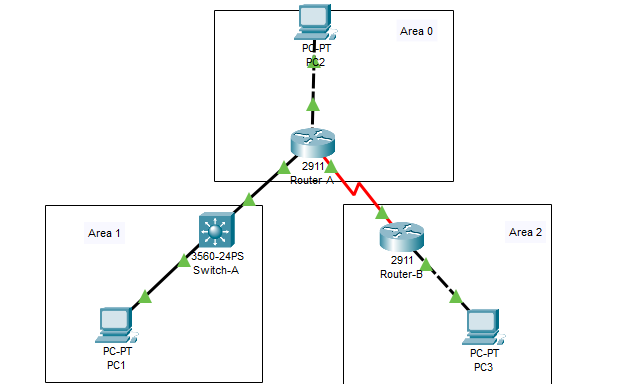 Area 0
PC-PT
PC2
2911
Router-A
Area 1
3560-24PS
Switch-A
PC-PT
PC1
Area 2
2911
Router-B
PC-PT
PC3